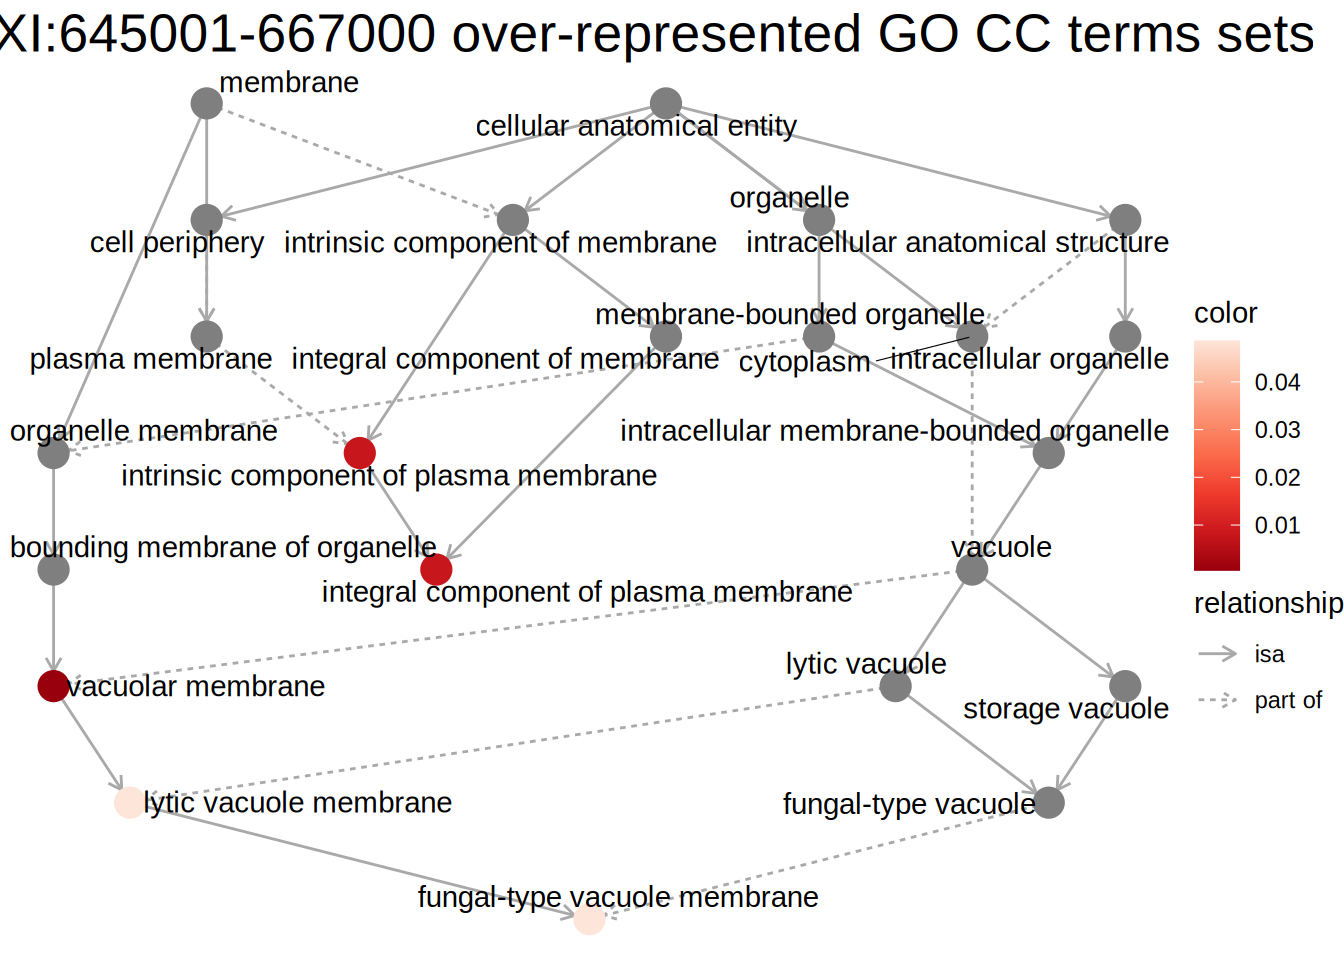 XI:645001-667000 over-represented GO CC terms sets
membrane
cellular anatomical entity
organelle
cell periphery
intrinsic component of membrane
intracellular anatomical structure
membrane-bounded organelle
plasma membrane
integral component of membrane
cytoplasm
intracellular organelle
organelle membrane
intracellular membrane-bounded organelle
intrinsic component of plasma membrane
bounding membrane of organelle
vacuole
integral component of plasma membrane
lytic vacuole
vacuolar membrane
storage vacuole
lytic vacuole membrane
fungal-type vacuole
fungal-type vacuole membrane
color
0.04
0.03
0.02
0.01
relationship
isa
part of